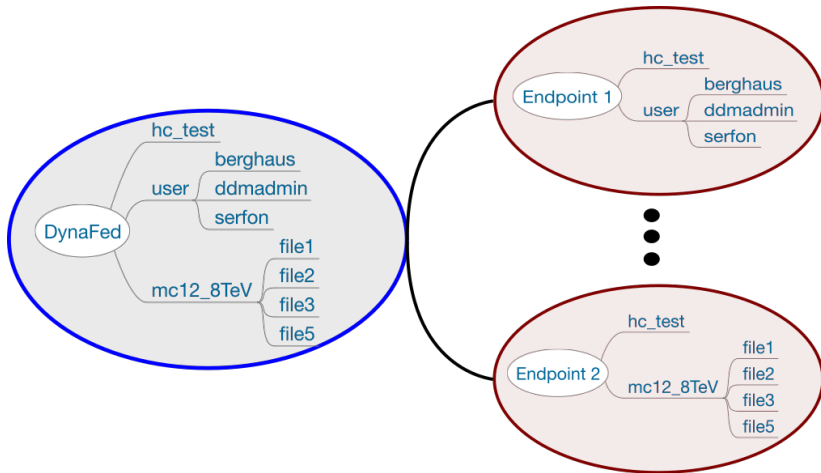 hc_test
berghaus
user
ddmadmin
serfon
DynaFed
file1
file2
mc12_8TeV
file3
file5
hc_test
Endpoint 1
berghaus
user
ddmadmin
serfon
hc_test
Endpoint 2
file1
mc12_8TeV
file2
file3
file5